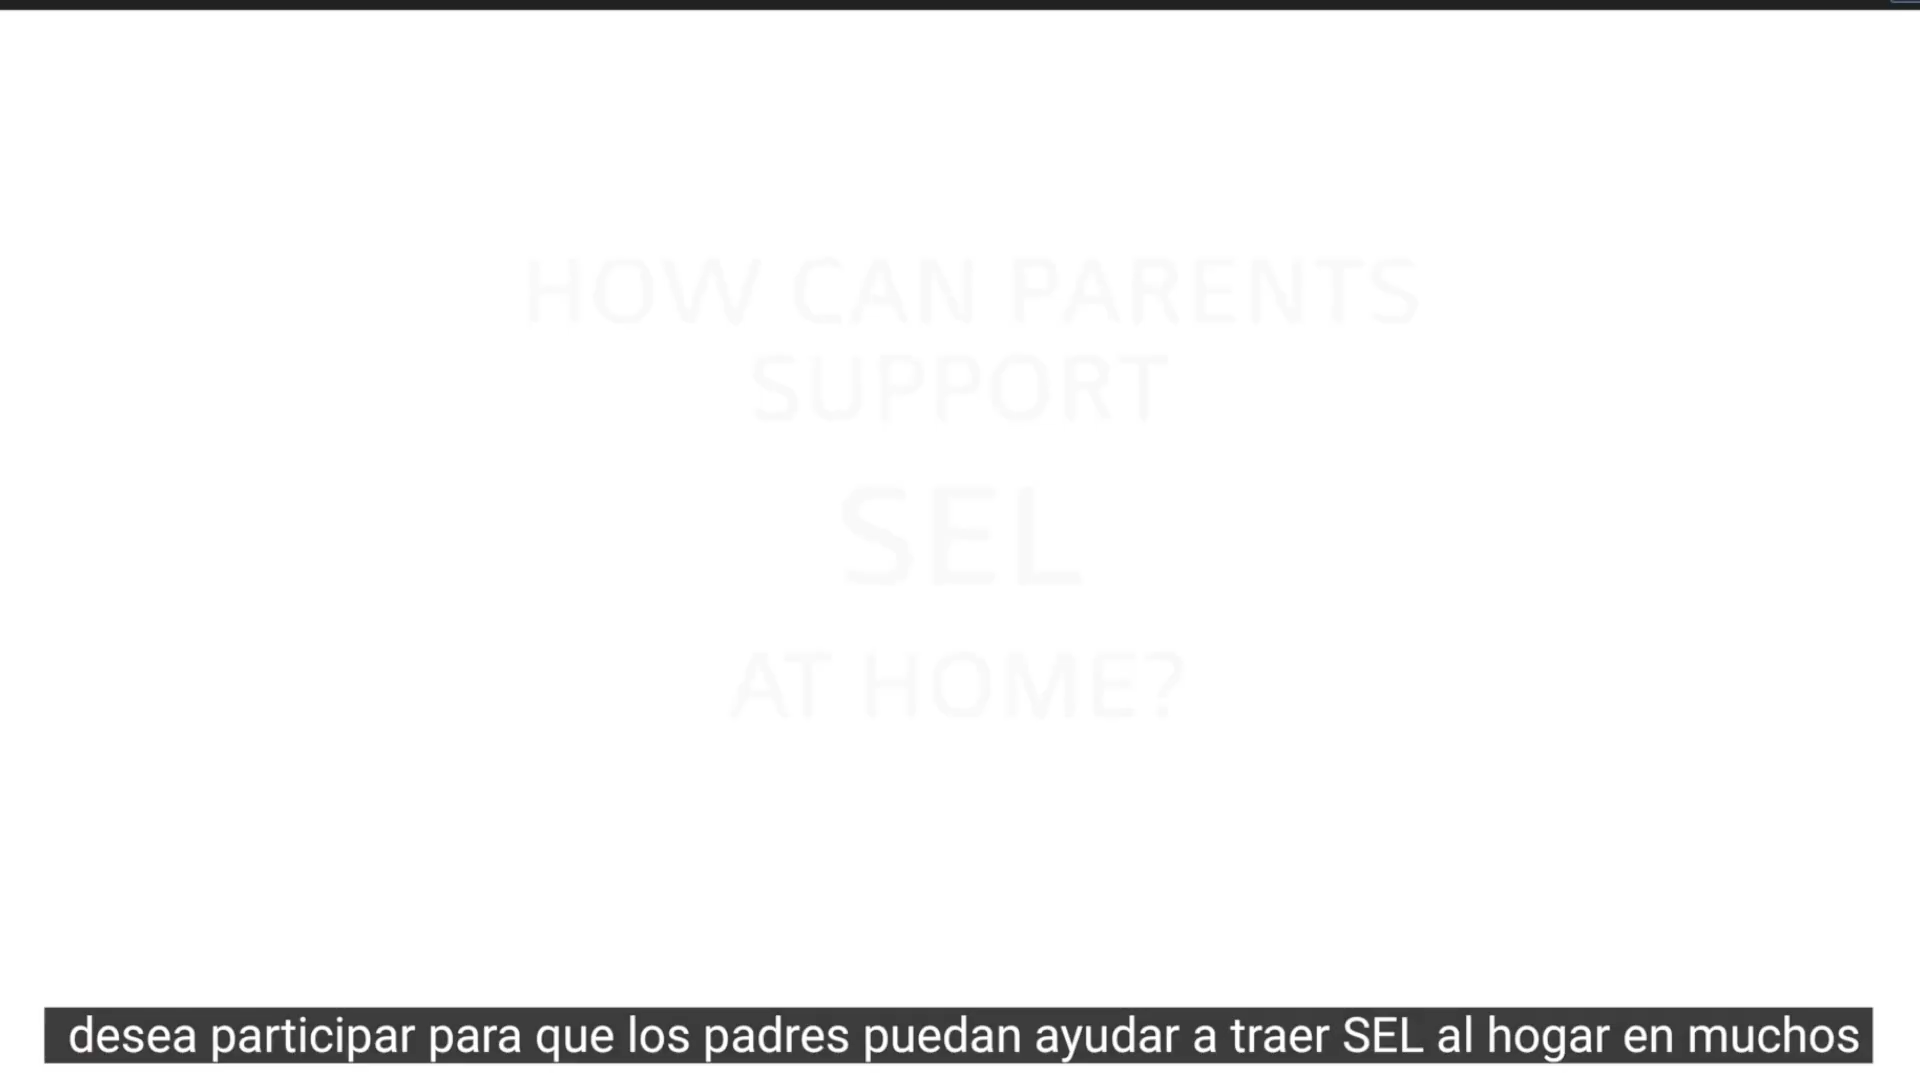 HOW CAN PARENTS
SUPPORT
SEL
AT HOME?
desea participar para que los padres puedan ayudar a traer SEL al hogar en muchos